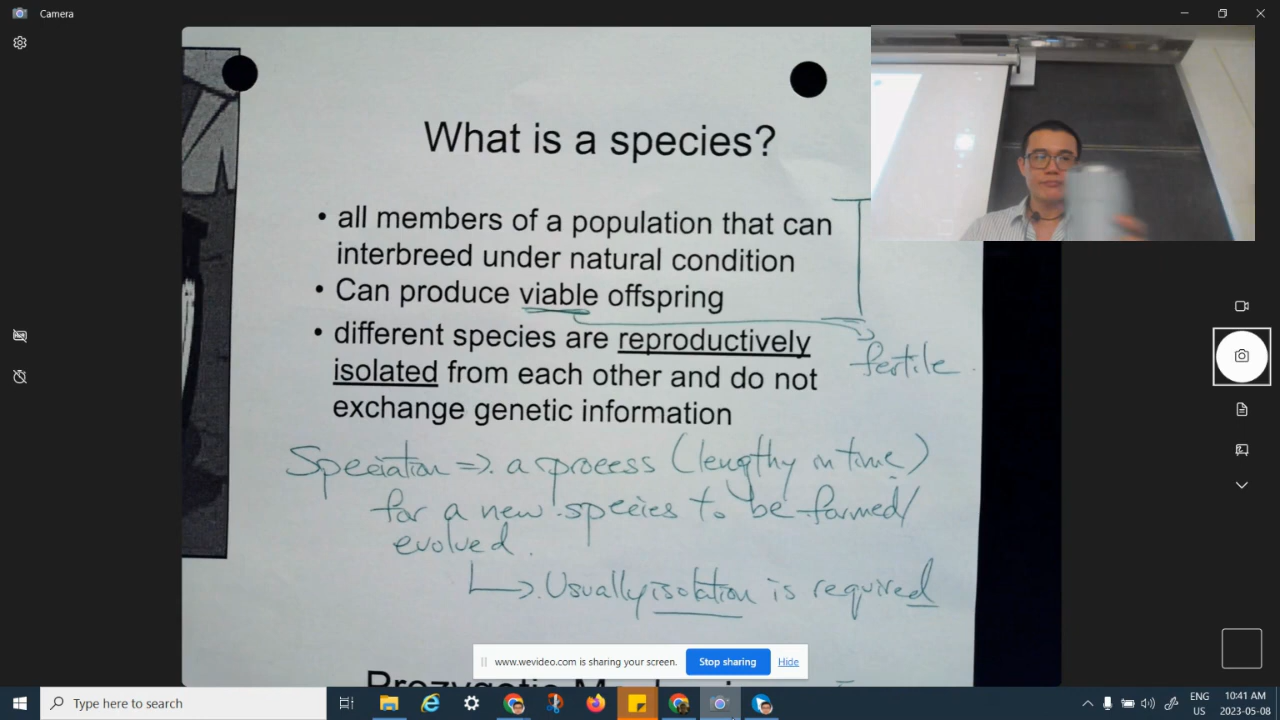 Camera
What is a species?
• all members of a population that can
interbreed under natural condition
• Can produce viable offspring
• different species are reproductively
isolated from each other and do not
exchange genetic information
fertile.
Speciation => a process (lengthy in time)
for a new species to be formed/
evolved.
↳ Usually isolation is required
www.wevideo.com is sharing your screen.
Stop sharing
Hide
Type here to search
ENG
US
10:41 AM
2023-05-08